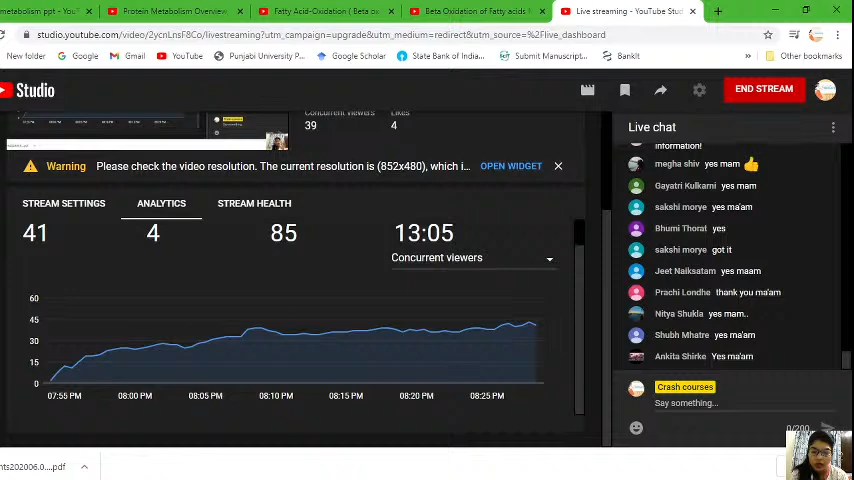 metabolism ppt - YouT
Protein Metabolism Overview
Fatty Acid-Oxidation ( Beta ox
Beta Oxidation of Fatty acids M
Live streaming - YouTube Stud
studio.youtube.com/video/2ycnLnsF8Co/livestreaming?utm_campaign=upgrade&utm_medium=redirect&utm_source=%2Flive_dashboard
New folder
Google
Gmail
YouTube
Punjabi University P...
Google Scholar
State Bank of India...
Submit Manuscript...
BankIt
»
Other bookmarks
Studio
END STREAM
Concurrent viewers
39
Likes
4
Warning Please check the video resolution. The current resolution is (852x480), which i...
OPEN WIDGET
STREAM SETTINGS
ANALYTICS
STREAM HEALTH
41
4
85
13:05
Concurrent viewers
60
45
30
15
0
07:55 PM
08:00 PM
08:05 PM
08:10 PM
08:15 PM
08:20 PM
08:25 PM
Live chat
information!
megha shiv yes mam 👍
Gayatri Kulkarni yes mam
sakshi morye yes ma'am
Bhumi Thorat yes
sakshi morye got it
Jeet Naiksatam yes maam
Prachi Londhe thank you ma'am
Nitya Shukla yes mam..
Shubh Mhatre yes ma'am
Ankita Shirke Yes ma'am
Crash courses
Say something...
0/200
nts202006.0....pdf